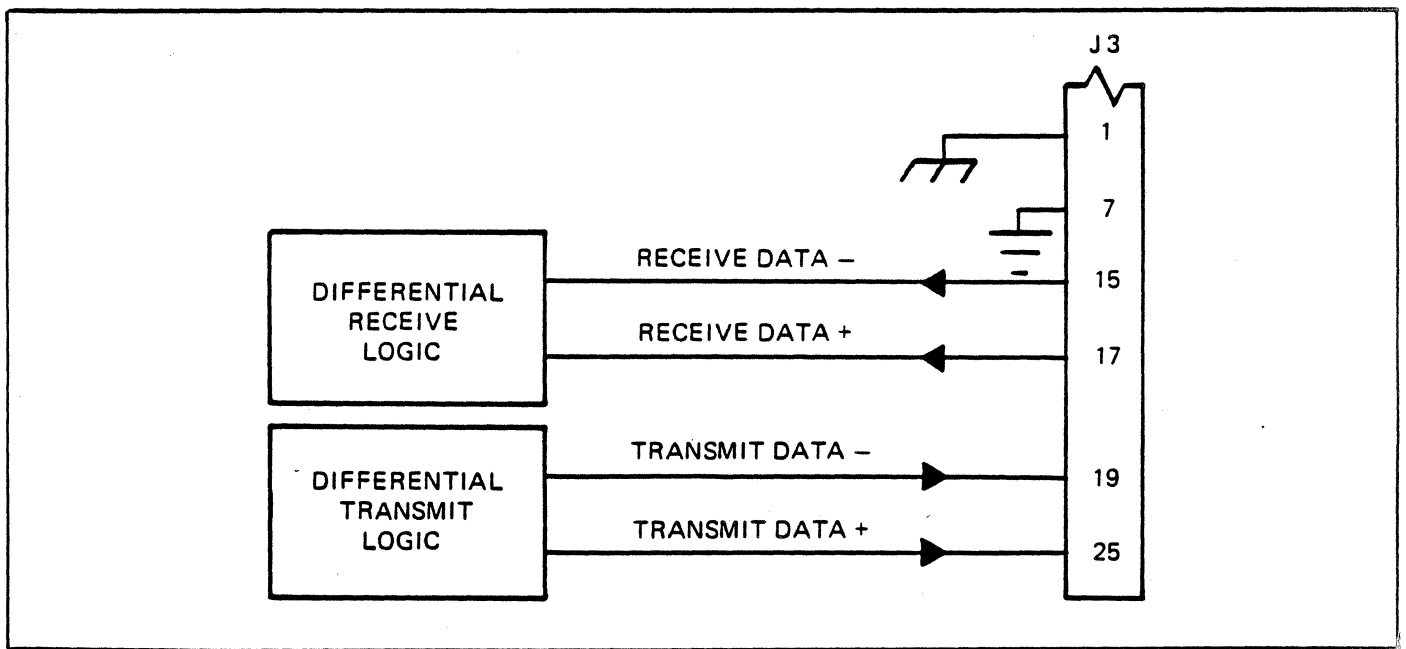 J3
1
7
RECEIVE DATA –
15
DIFFERENTIAL
RECEIVE
LOGIC
RECEIVE DATA +
17
TRANSMIT DATA –
19
DIFFERENTIAL
TRANSMIT
LOGIC
TRANSMIT DATA +
25